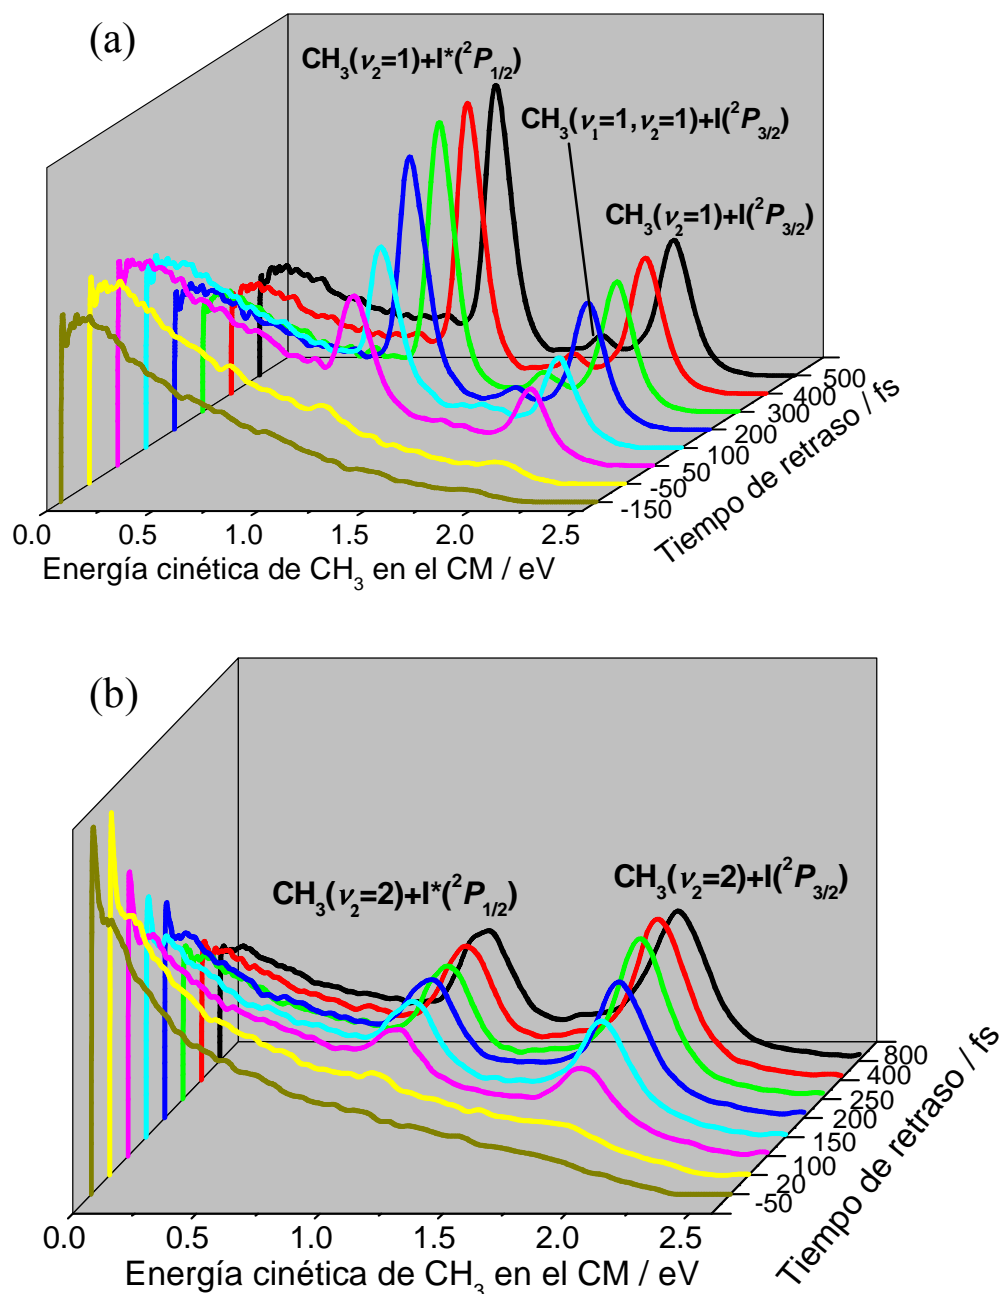 (a)
CH₃(ν₂=1)+I*(²P₁/₂)
CH₃(ν₁=1, ν₂=1)+I(²P₃/₂)
CH₃(ν₂=1)+I(²P₃/₂)
500
400
300
200
100
50
-50
-150
Tiempo de retraso / fs
0.0 0.5 1.0 1.5 2.0 2.5
Energía cinética de CH₃ en el CM / eV
(b)
CH₃(ν₂=2)+I*(²P₁/₂)
CH₃(ν₂=2)+I(²P₃/₂)
800
400
250
200
150
100
-20
-50
Tiempo de retraso / fs
0.0 0.5 1.0 1.5 2.0 2.5
Energía cinética de CH₃ en el CM / eV